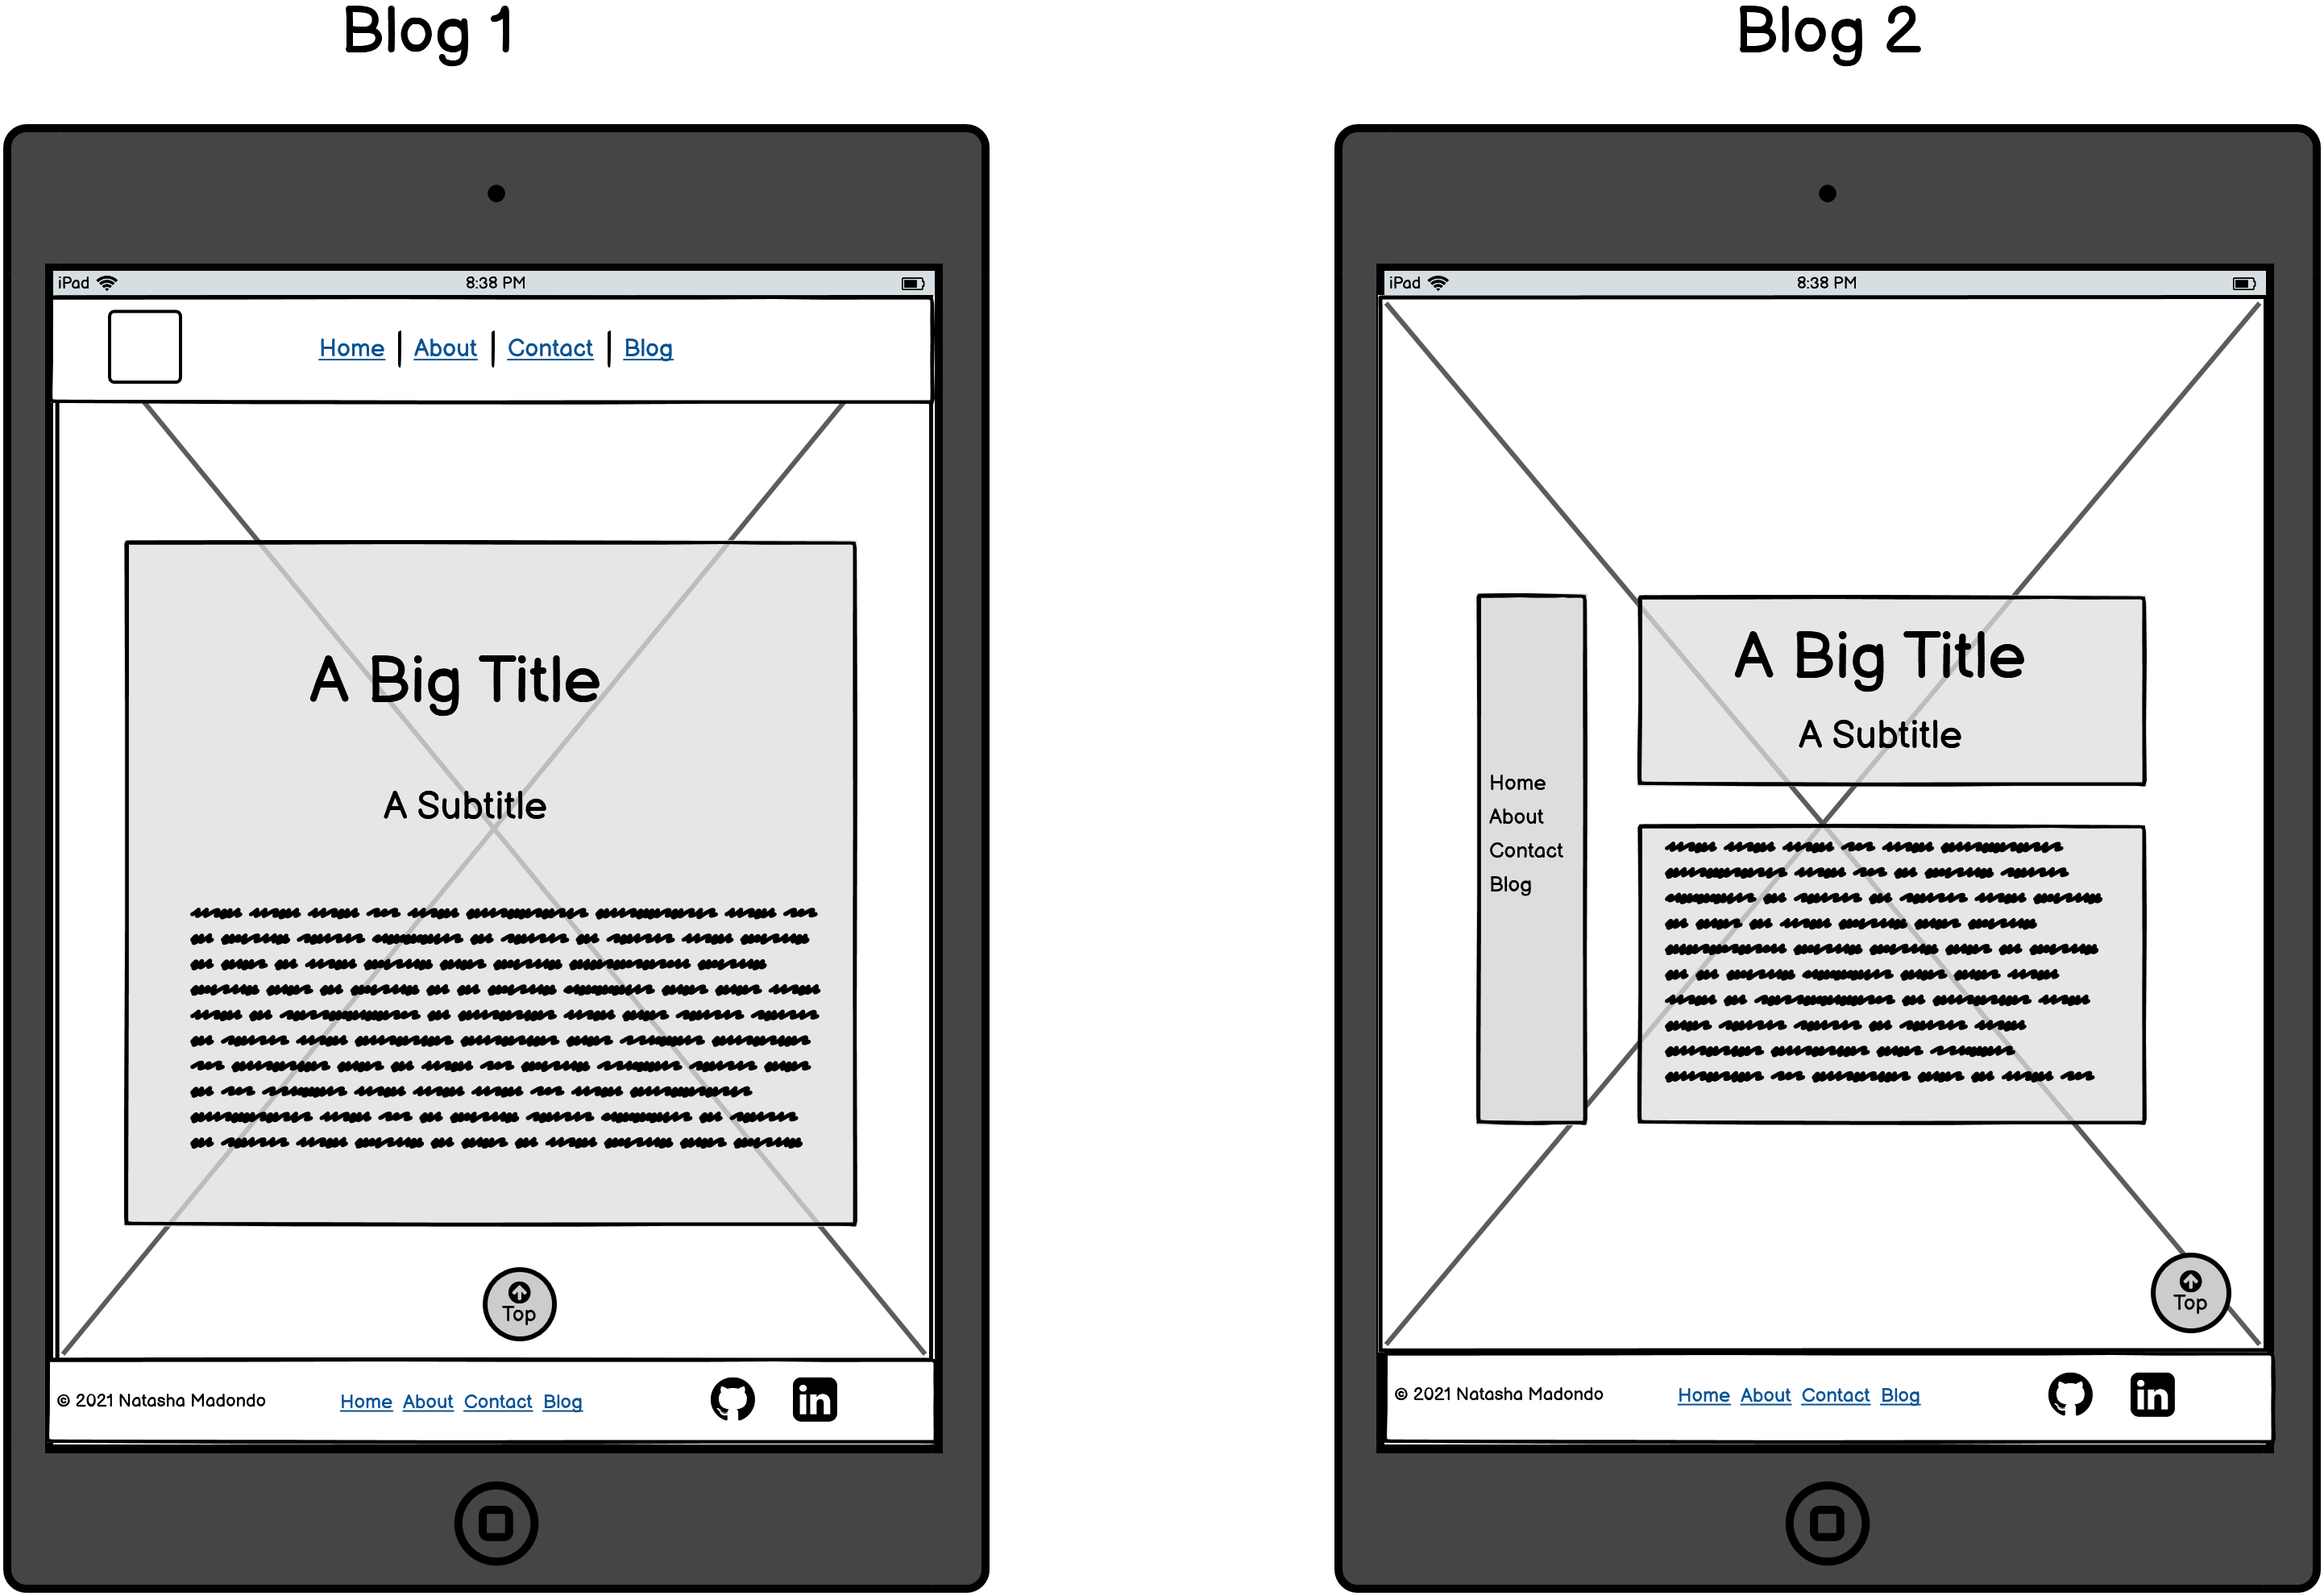 Blog 1
iPad 8:38 PM
Home About Contact Blog
A Big Title
A Subtitle
Top
© 2021 Natasha Madondo Home About Contact Blog in
Blog 2
iPad 8:38 PM
Home
About
Contact
Blog
A Big Title
A Subtitle
Top
© 2021 Natasha Madondo Home About Contact Blog in